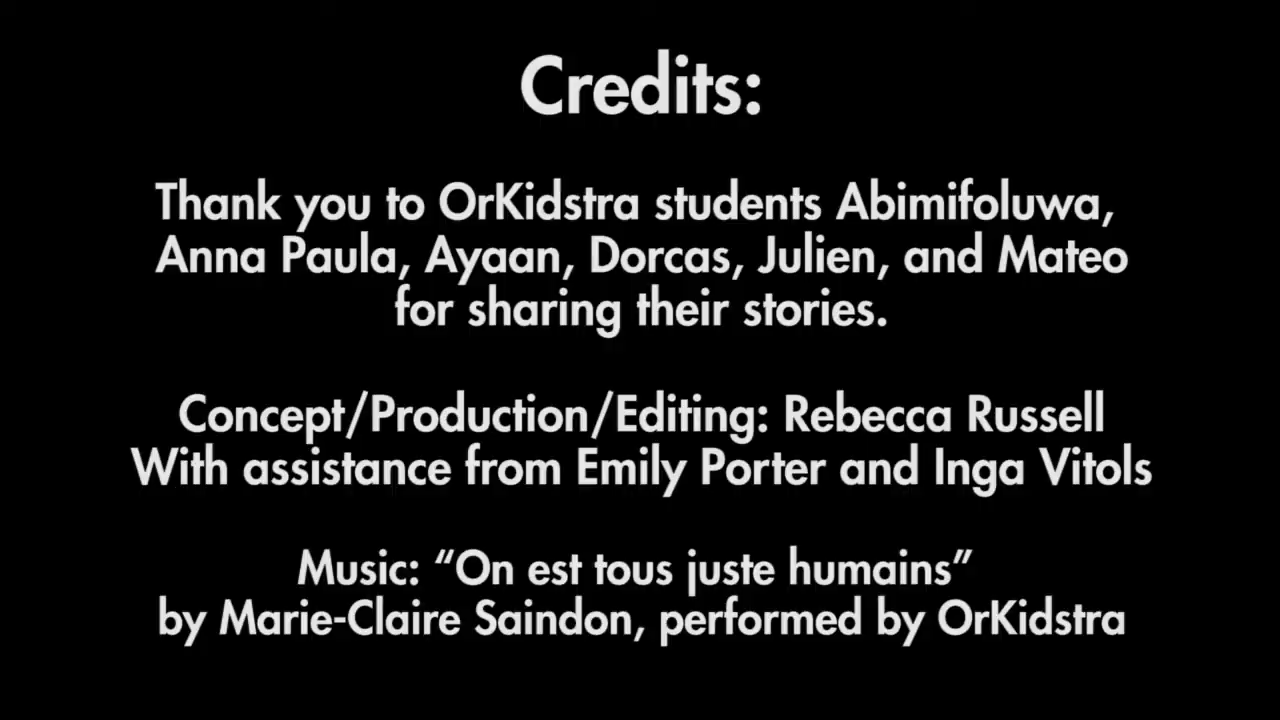 Credits:
Thank you to OrKidstra students Abimifoluwa,
Anna Paula, Ayaan, Dorcas, Julien, and Mateo
for sharing their stories.
Concept/Production/Editing: Rebecca Russell
With assistance from Emily Porter and Inga Vitols
Music: “On est tous juste humains”
by Marie-Claire Saindon, performed by OrKidstra